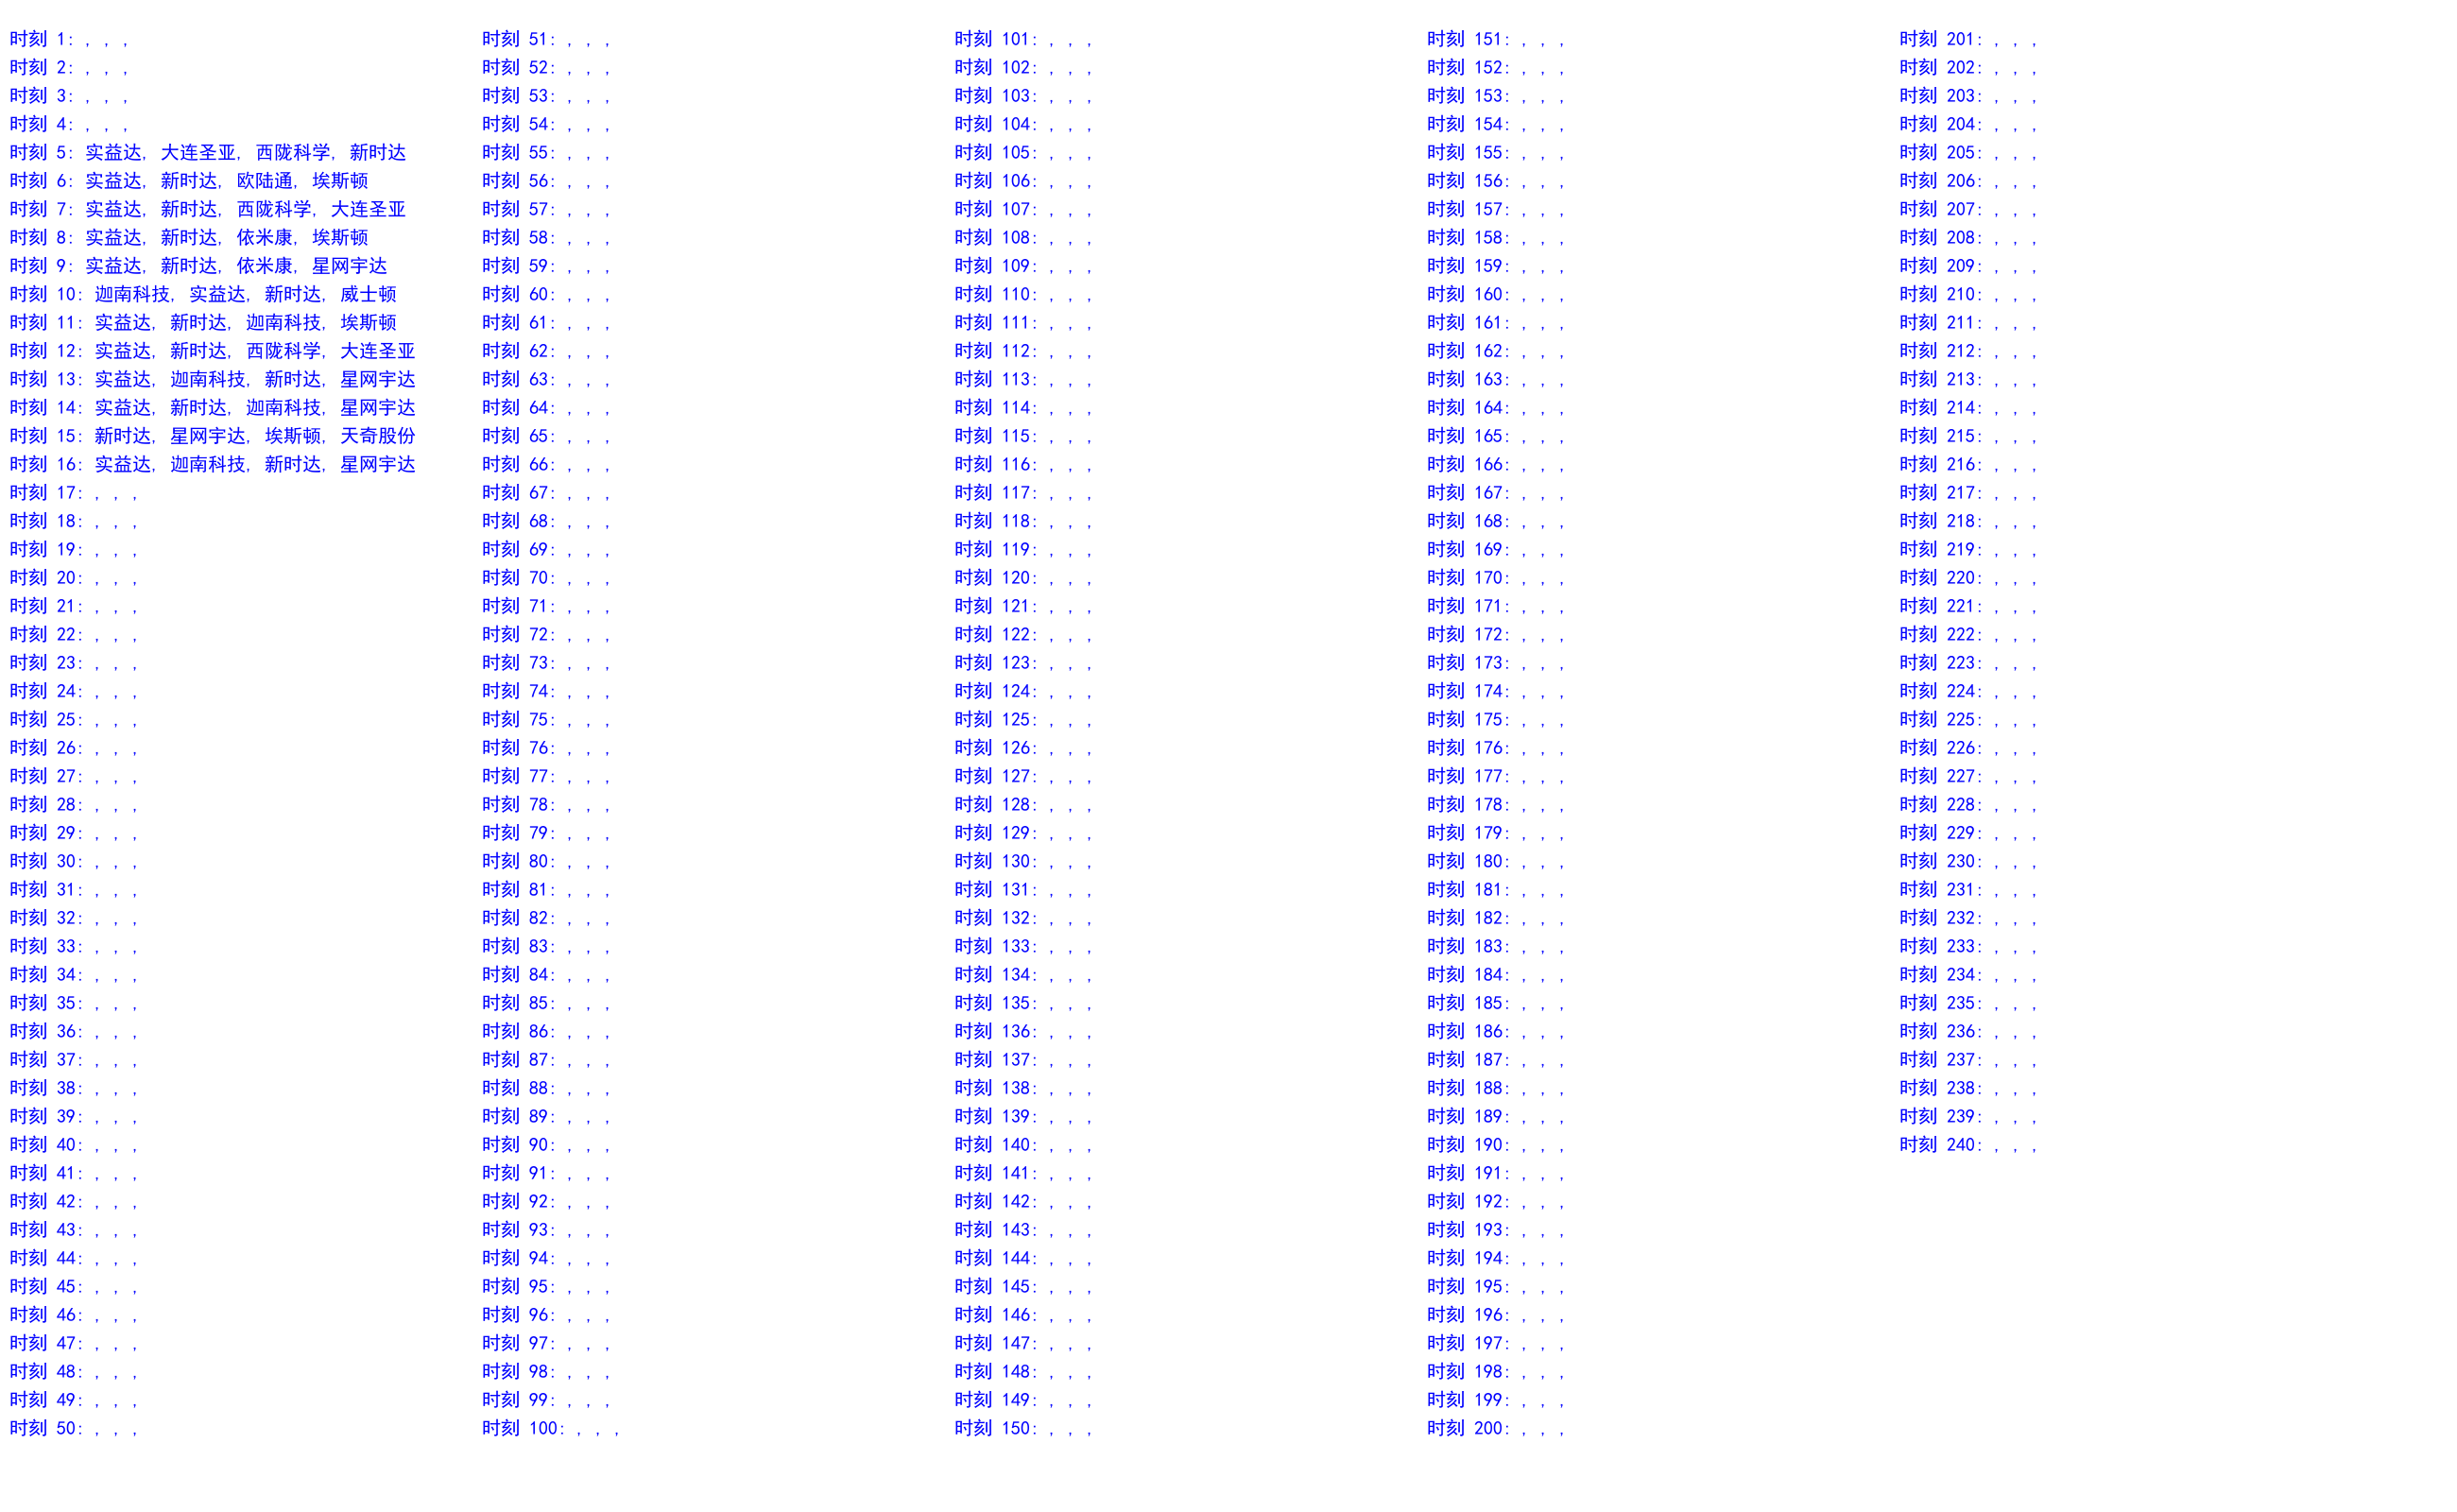 时刻 1: , , ,
时刻 2: , , ,
时刻 3: , , ,
时刻 4: , , ,
时刻 5: 实益达, 大连圣亚, 西陇科学, 新时达
时刻 6: 实益达, 新时达, 欧陆通, 埃斯顿
时刻 7: 实益达, 新时达, 西陇科学, 大连圣亚
时刻 8: 实益达, 新时达, 依米康, 埃斯顿
时刻 9: 实益达, 新时达, 依米康, 星网宇达
时刻 10: 迦南科技, 实益达, 新时达, 威士顿
时刻 11: 实益达, 新时达, 迦南科技, 埃斯顿
时刻 12: 实益达, 新时达, 西陇科学, 大连圣亚
时刻 13: 实益达, 迦南科技, 新时达, 星网宇达
时刻 14: 实益达, 新时达, 迦南科技, 星网宇达
时刻 15: 新时达, 星网宇达, 埃斯顿, 天奇股份
时刻 16: 实益达, 迦南科技, 新时达, 星网宇达
时刻 17: , , ,
时刻 18: , , ,
时刻 19: , , ,
时刻 20: , , ,
时刻 21: , , ,
时刻 22: , , ,
时刻 23: , , ,
时刻 24: , , ,
时刻 25: , , ,
时刻 26: , , ,
时刻 27: , , ,
时刻 28: , , ,
时刻 29: , , ,
时刻 30: , , ,
时刻 31: , , ,
时刻 32: , , ,
时刻 33: , , ,
时刻 34: , , ,
时刻 35: , , ,
时刻 36: , , ,
时刻 37: , , ,
时刻 38: , , ,
时刻 39: , , ,
时刻 40: , , ,
时刻 41: , , ,
时刻 42: , , ,
时刻 43: , , ,
时刻 44: , , ,
时刻 45: , , ,
时刻 46: , , ,
时刻 47: , , ,
时刻 48: , , ,
时刻 49: , , ,
时刻 50: , , ,
时刻 51: , , ,
时刻 52: , , ,
时刻 53: , , ,
时刻 54: , , ,
时刻 55: , , ,
时刻 56: , , ,
时刻 57: , , ,
时刻 58: , , ,
时刻 59: , , ,
时刻 60: , , ,
时刻 61: , , ,
时刻 62: , , ,
时刻 63: , , ,
时刻 64: , , ,
时刻 65: , , ,
时刻 66: , , ,
时刻 67: , , ,
时刻 68: , , ,
时刻 69: , , ,
时刻 70: , , ,
时刻 71: , , ,
时刻 72: , , ,
时刻 73: , , ,
时刻 74: , , ,
时刻 75: , , ,
时刻 76: , , ,
时刻 77: , , ,
时刻 78: , , ,
时刻 79: , , ,
时刻 80: , , ,
时刻 81: , , ,
时刻 82: , , ,
时刻 83: , , ,
时刻 84: , , ,
时刻 85: , , ,
时刻 86: , , ,
时刻 87: , , ,
时刻 88: , , ,
时刻 89: , , ,
时刻 90: , , ,
时刻 91: , , ,
时刻 92: , , ,
时刻 93: , , ,
时刻 94: , , ,
时刻 95: , , ,
时刻 96: , , ,
时刻 97: , , ,
时刻 98: , , ,
时刻 99: , , ,
时刻 100: , , ,
时刻 101: , , ,
时刻 102: , , ,
时刻 103: , , ,
时刻 104: , , ,
时刻 105: , , ,
时刻 106: , , ,
时刻 107: , , ,
时刻 108: , , ,
时刻 109: , , ,
时刻 110: , , ,
时刻 111: , , ,
时刻 112: , , ,
时刻 113: , , ,
时刻 114: , , ,
时刻 115: , , ,
时刻 116: , , ,
时刻 117: , , ,
时刻 118: , , ,
时刻 119: , , ,
时刻 120: , , ,
时刻 121: , , ,
时刻 122: , , ,
时刻 123: , , ,
时刻 124: , , ,
时刻 125: , , ,
时刻 126: , , ,
时刻 127: , , ,
时刻 128: , , ,
时刻 129: , , ,
时刻 130: , , ,
时刻 131: , , ,
时刻 132: , , ,
时刻 133: , , ,
时刻 134: , , ,
时刻 135: , , ,
时刻 136: , , ,
时刻 137: , , ,
时刻 138: , , ,
时刻 139: , , ,
时刻 140: , , ,
时刻 141: , , ,
时刻 142: , , ,
时刻 143: , , ,
时刻 144: , , ,
时刻 145: , , ,
时刻 146: , , ,
时刻 147: , , ,
时刻 148: , , ,
时刻 149: , , ,
时刻 150: , , ,
时刻 151: , , ,
时刻 152: , , ,
时刻 153: , , ,
时刻 154: , , ,
时刻 155: , , ,
时刻 156: , , ,
时刻 157: , , ,
时刻 158: , , ,
时刻 159: , , ,
时刻 160: , , ,
时刻 161: , , ,
时刻 162: , , ,
时刻 163: , , ,
时刻 164: , , ,
时刻 165: , , ,
时刻 166: , , ,
时刻 167: , , ,
时刻 168: , , ,
时刻 169: , , ,
时刻 170: , , ,
时刻 171: , , ,
时刻 172: , , ,
时刻 173: , , ,
时刻 174: , , ,
时刻 175: , , ,
时刻 176: , , ,
时刻 177: , , ,
时刻 178: , , ,
时刻 179: , , ,
时刻 180: , , ,
时刻 181: , , ,
时刻 182: , , ,
时刻 183: , , ,
时刻 184: , , ,
时刻 185: , , ,
时刻 186: , , ,
时刻 187: , , ,
时刻 188: , , ,
时刻 189: , , ,
时刻 190: , , ,
时刻 191: , , ,
时刻 192: , , ,
时刻 193: , , ,
时刻 194: , , ,
时刻 195: , , ,
时刻 196: , , ,
时刻 197: , , ,
时刻 198: , , ,
时刻 199: , , ,
时刻 200: , , ,
时刻 201: , , ,
时刻 202: , , ,
时刻 203: , , ,
时刻 204: , , ,
时刻 205: , , ,
时刻 206: , , ,
时刻 207: , , ,
时刻 208: , , ,
时刻 209: , , ,
时刻 210: , , ,
时刻 211: , , ,
时刻 212: , , ,
时刻 213: , , ,
时刻 214: , , ,
时刻 215: , , ,
时刻 216: , , ,
时刻 217: , , ,
时刻 218: , , ,
时刻 219: , , ,
时刻 220: , , ,
时刻 221: , , ,
时刻 222: , , ,
时刻 223: , , ,
时刻 224: , , ,
时刻 225: , , ,
时刻 226: , , ,
时刻 227: , , ,
时刻 228: , , ,
时刻 229: , , ,
时刻 230: , , ,
时刻 231: , , ,
时刻 232: , , ,
时刻 233: , , ,
时刻 234: , , ,
时刻 235: , , ,
时刻 236: , , ,
时刻 237: , , ,
时刻 238: , , ,
时刻 239: , , ,
时刻 240: , , ,